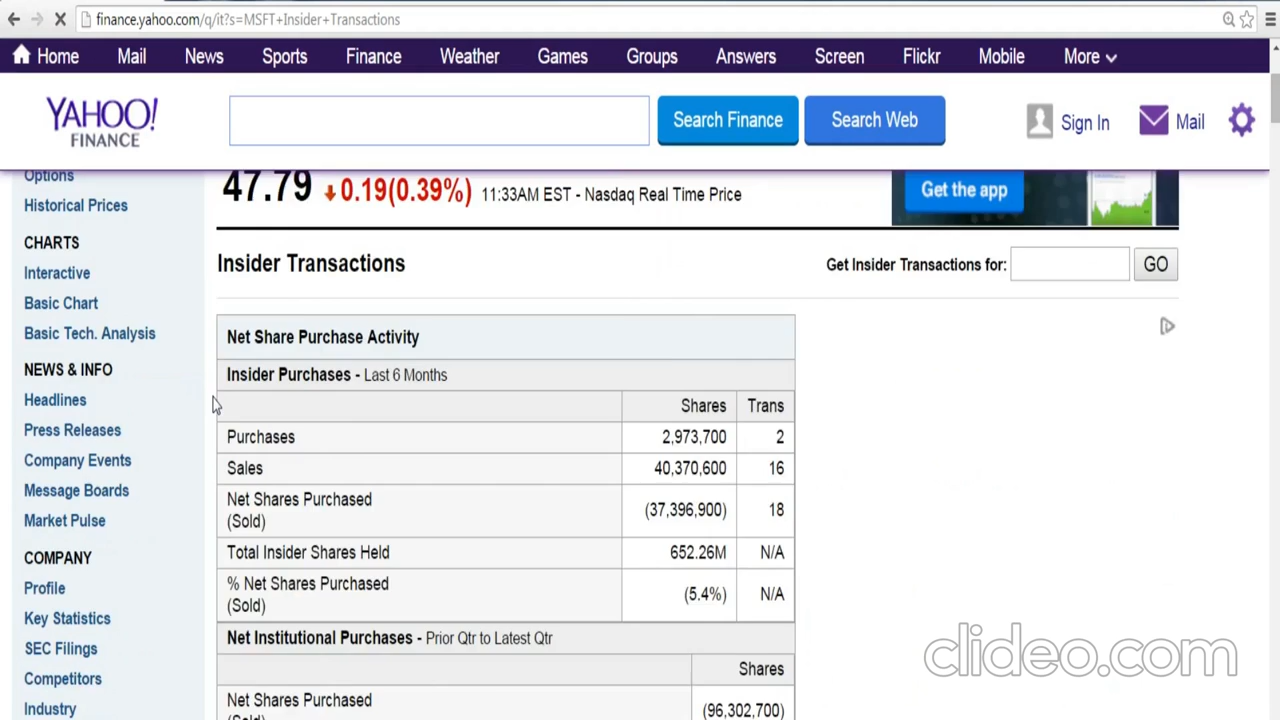 finance.yahoo.com/q/it?s=MSFT+Insider+Transactions
Home Mail News Sports Finance Weather Games Groups Answers Screen Flickr Mobile More
YAHOO!
FINANCE
Search Finance
Search Web
Sign In
Mail
Options
Historical Prices
CHARTS
Interactive
Basic Chart
Basic Tech. Analysis
NEWS & INFO
Headlines
Press Releases
Company Events
Message Boards
Market Pulse
COMPANY
Profile
Key Statistics
SEC Filings
Competitors
Industry
47.79 0.19(0.39%) 11:33AM EST - Nasdaq Real Time Price
Get the app
Insider Transactions
Get Insider Transactions for: GO
Net Share Purchase Activity
Insider Purchases - Last 6 Months
Shares Trans
Purchases 2,973,700 2
Sales 40,370,600 16
Net Shares Purchased
(Sold) (37,396,900) 18
Total Insider Shares Held 652.26M N/A
% Net Shares Purchased
(Sold) (5.4%) N/A
Net Institutional Purchases - Prior Qtr to Latest Qtr
Shares
Net Shares Purchased
(Sold) (96,302,700)
clideo.com